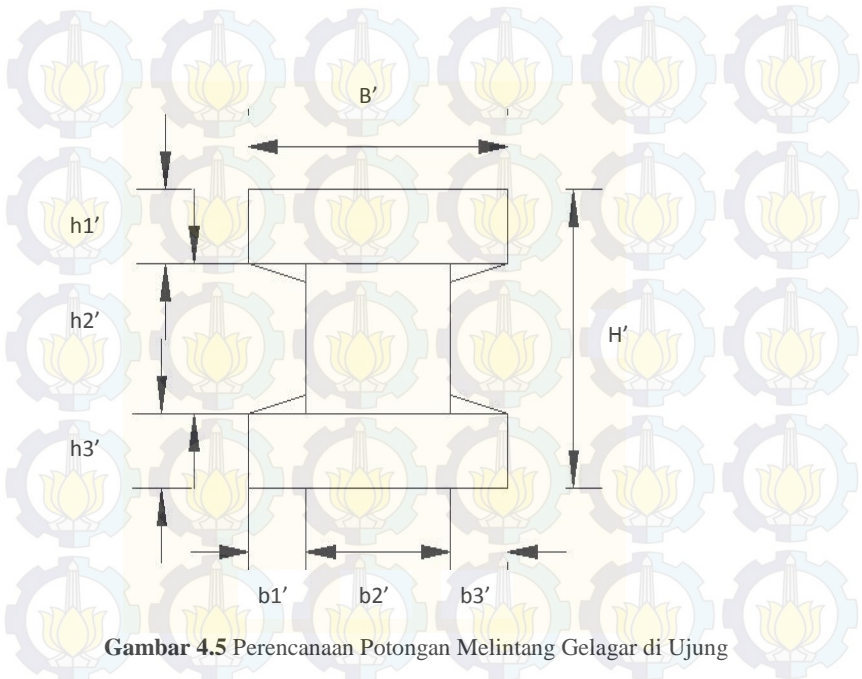 B’
h1’
h2’
H’
h3’
b1’ b2’ b3’
Gambar 4.5 Perencanaan Potongan Melintang Gelagar di Ujung